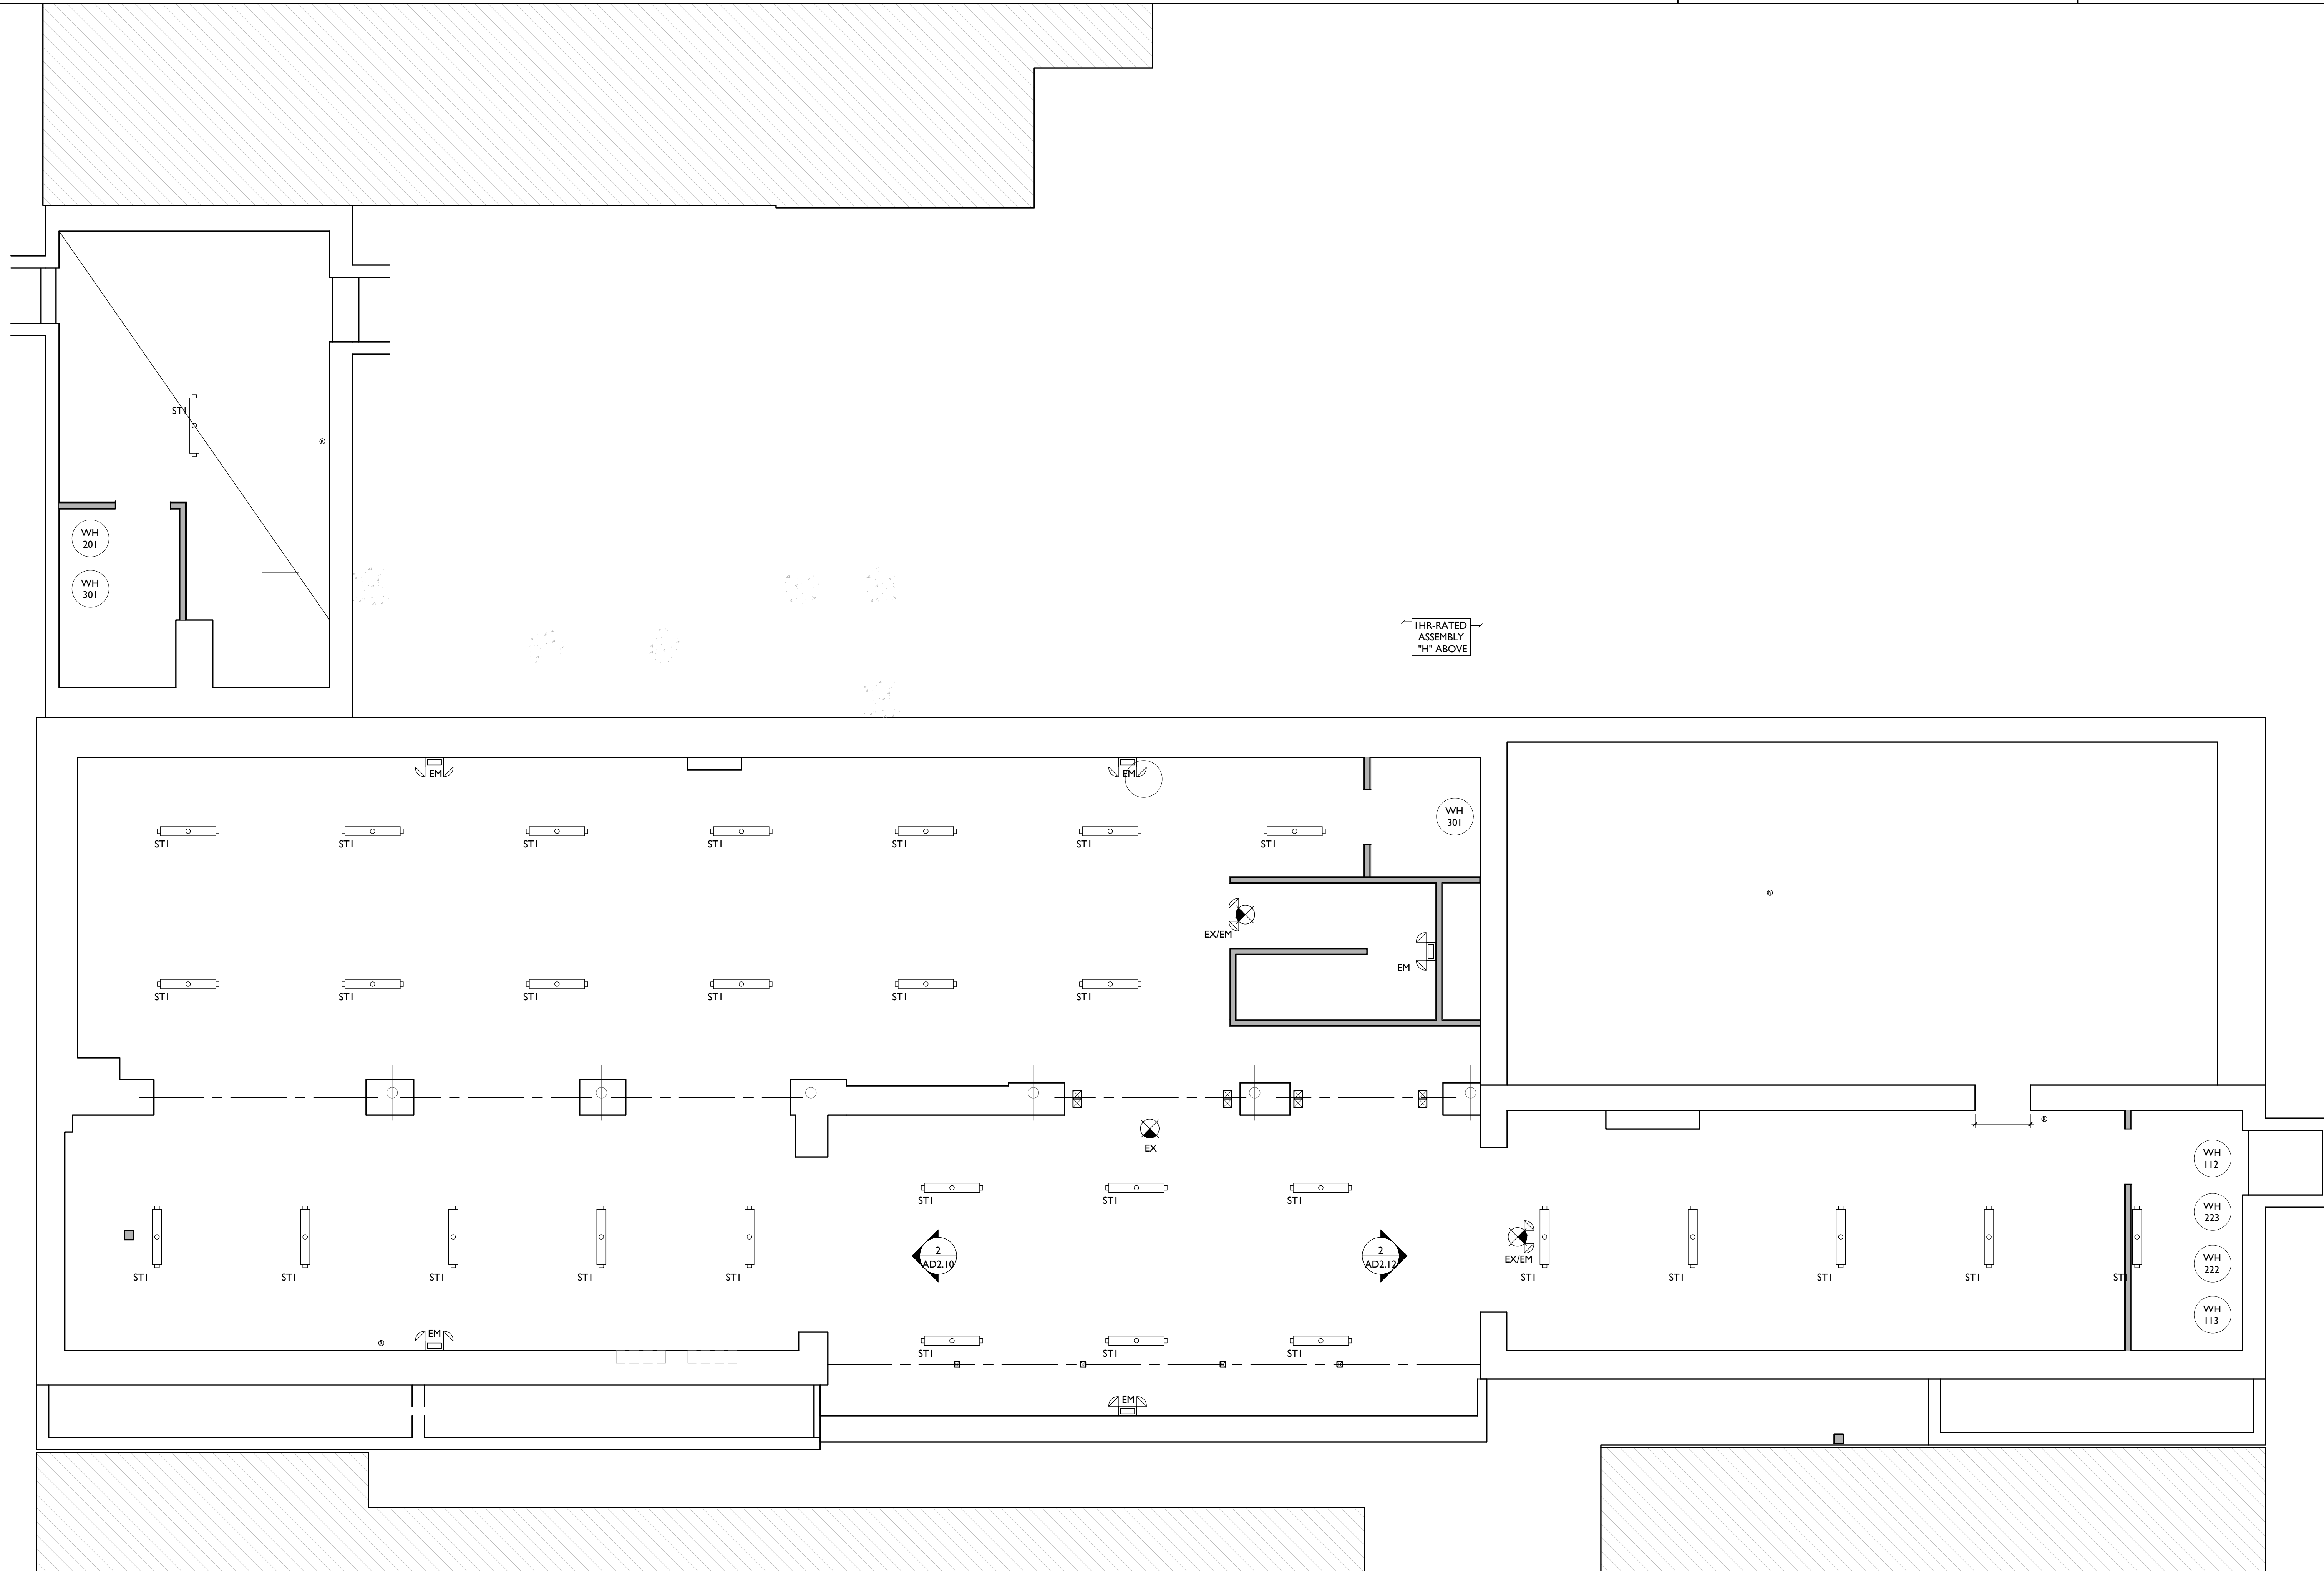 ST1
WH
201
WH
301
1HR-RATED
ASSEMBLY
"H" ABOVE
EM
EM
WH
301
ST1
ST1
ST1
ST1
ST1
ST1
ST1
EX/EM
EM
ST1
ST1
ST1
ST1
ST1
ST1
EX
WH
112
ST1
ST1
ST1
WH
223
2
AD2.10
2
AD2.12
EX/EM
WH
222
ST1
ST1
ST1
ST1
ST1
ST1
ST1
ST1
ST1
ST1
WH
113
EM
ST1
ST1
ST1
EM